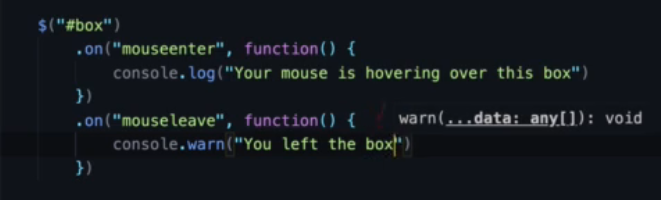 $("#box")
.on("mouseenter", function() {
console.log("Your mouse is hovering over this box")
})
.on("mouseleave", function() {
warn(...data: any[]): void
console.warn("You left the box")
})